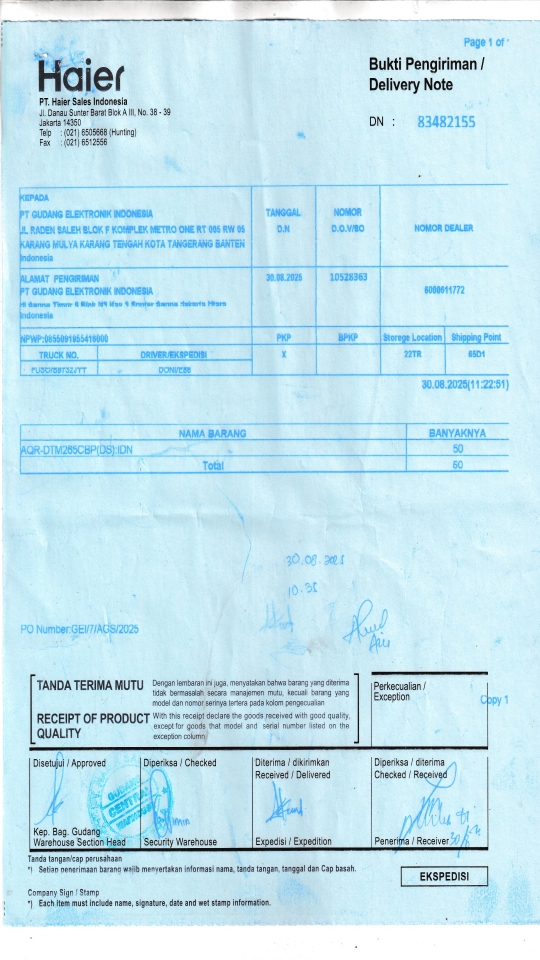 Page 1 of
Haier
Bukti Pengiriman /
Delivery Note
PT. Haier Sales Indonesia
Jl. Danau Sunter Barat Blok A III, No. 38 - 39
Jakarta 14350
Telp : (021) 6505668 (Hunting)
Fax : (021) 6512556
DN : 83482155
KEPADA
PT GUDANG ELEKTRONIK INDONESIA
JL RADEN SALEH BLOK F KOMPLEK METRO ONE RT 005 RW 05
KARANG MULYA KARANG TENGAH KOTA TANGERANG BANTEN
Indonesia
TANGGAL
D.N
NOMOR
D.O.V/SO
NOMOR DEALER
ALAMAT PENGIRIMAN
PT GUDANG ELEKTRONIK INDONESIA
Indonesia
30.08.2025
10528363
6000011772
NPWP:0855091955416000
PKP
BPKP
Storege Location
Shipping Point
TRUCK NO.
DRIVER/EKSPEDISI
X
22TR
65D1
30.08.2025(11:22:51)
NAMA BARANG
BANYAKNYA
AQR-DTM265CBP(DS):IDN
50
Total
50
30.08.2025
10.35
PO Number:GEI/7/AGS/2025
TANDA TERIMA MUTU
Dengan lembaran ini juga, menyatakan bahwa barang yang diterima
tidak bermasalah secara manajemen mutu, kecuali barang yang
model dan nomor serinya tertera pada kolom pengecualian
RECEIPT OF PRODUCT
QUALITY
With this receipt declare the goods received with good quality,
except for goods that model and serial number listed on the
exception column
Perkecualian /
Exception
Copy 1
Disetujui / Approved
Diperiksa / Checked
Diterima / dikirimkan
Received / Delivered
Diperiksa / diterima
Checked / Received
GUDANG
CENTRAL
WAREHOUSE
Kep. Bag. Gudang
Warehouse Section Head
Security Warehouse
Expedisi / Expedition
Penerima / Receiver
Tanda tangan/cap perusahaan
*) Setiap penerimaan barang wajib menyertakan informasi nama, tanda tangan, tanggal dan Cap basah.
EKSPEDISI
Company Sign / Stamp
*) Each item must include name, signature, date and wet stamp information.